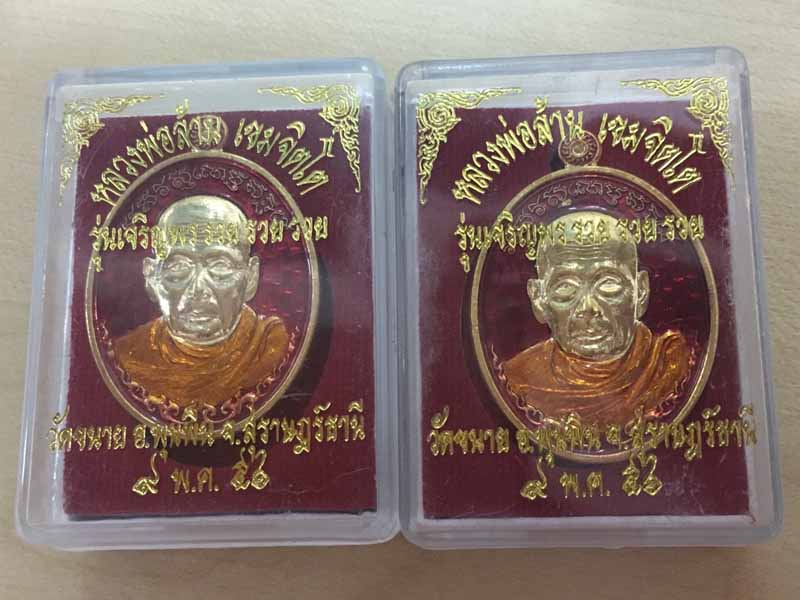 หลวงพ่อล้าน เขมจิตโต
รุ่นเจริญพร รวย รวย รวย
วัดขนาย อ.พุนพิน จ.สุราษฎร์ธานี
๙ พ.ค. ๕๖
หลวงพ่อล้าน เขมจิตโต
รุ่นเจริญพร รวย รวย รวย
วัดขนาย อ.พุนพิน จ.สุราษฎร์ธานี
๙ พ.ค. ๕๖